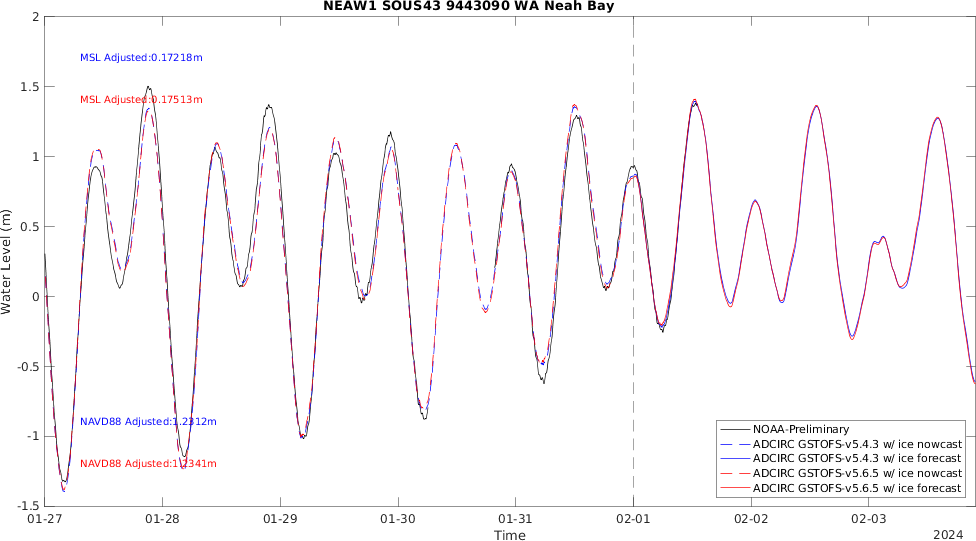 NEAW1 SOUS43 9443090 WA Neah Bay
2
1.5
1
0.5
0
-0.5
-1
-1.5
Water Level (m)
MSL Adjusted:0.17218m
MSL Adjusted:0.17513m
NAVD88 Adjusted:1.2312m
NAVD88 Adjusted:1.2341m
NOAA-Preliminary
ADCIRC GSTOFS-v5.4.3 w/ ice nowcast
ADCIRC GSTOFS-v5.4.3 w/ ice forecast
ADCIRC GSTOFS-v5.6.5 w/ ice nowcast
ADCIRC GSTOFS-v5.6.5 w/ ice forecast
01-27 01-28 01-29 01-30 01-31 02-01 02-02 02-03
Time
2024